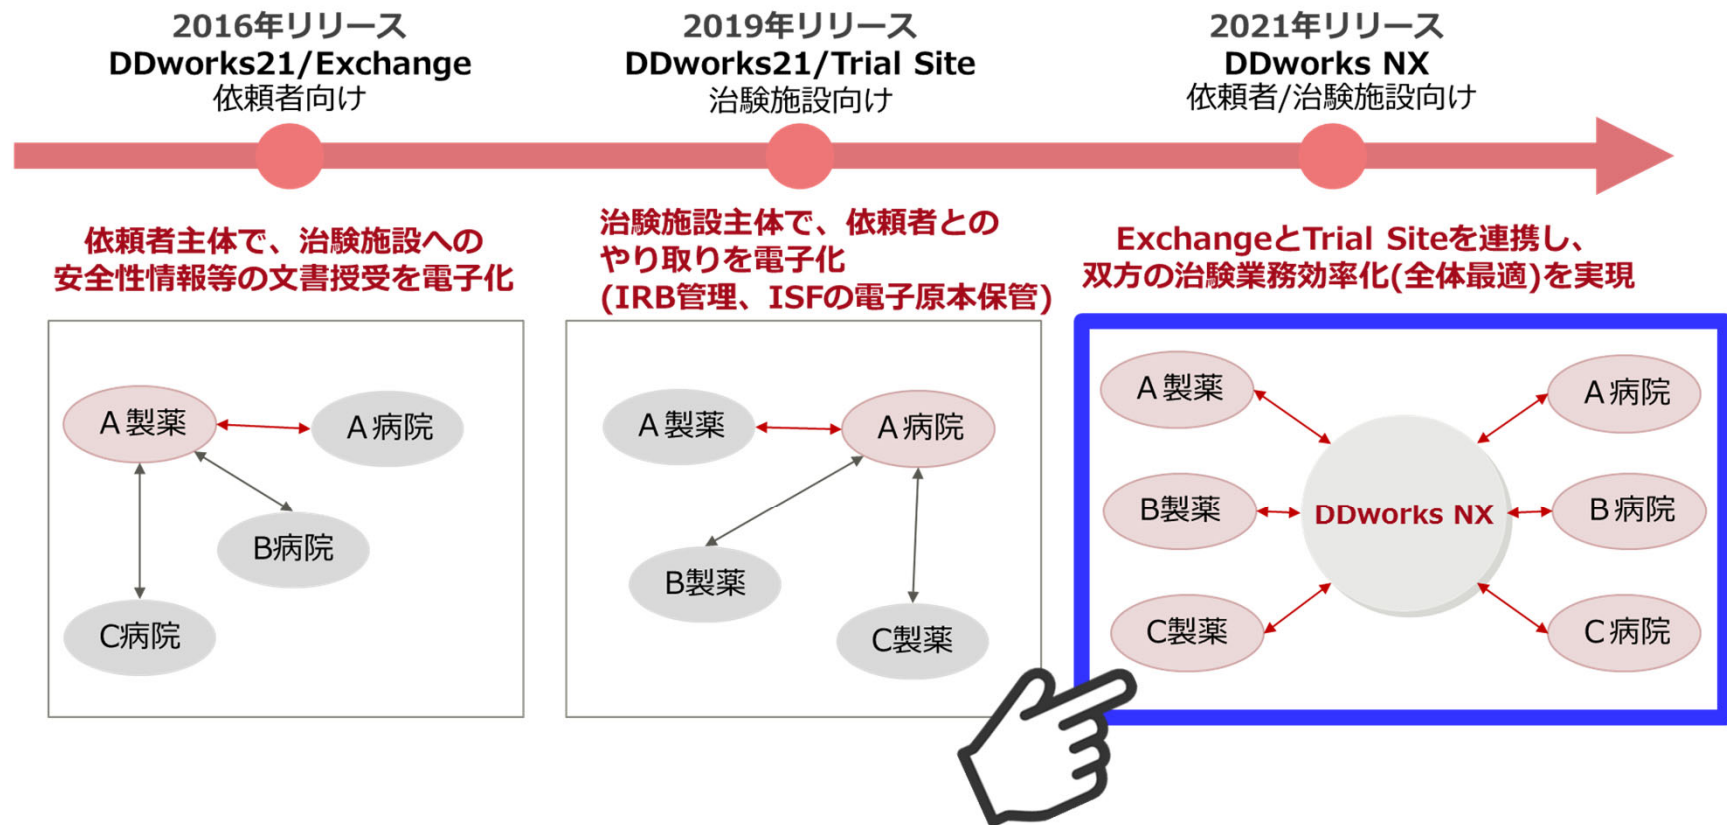 2016年リリース
DDworks21/Exchange
依頼者向け
2019年リリース
DDworks21/Trial Site
治験施設向け
2021年リリース
DDworks NX
依頼者/治験施設向け
依頼者主体で、治験施設への
安全性情報等の文書授受を電子化
治験施設主体で、依頼者との
やり取りを電子化
(IRB管理、ISFの電子原本保管)
ExchangeとTrial Siteを連携し、
双方の治験業務効率化(全体最適)を実現
A製薬
A病院
B病院
C病院
A製薬
A病院
B製薬
C製薬
A製薬
A病院
B製薬
DDworks NX
B病院
C製薬
C病院